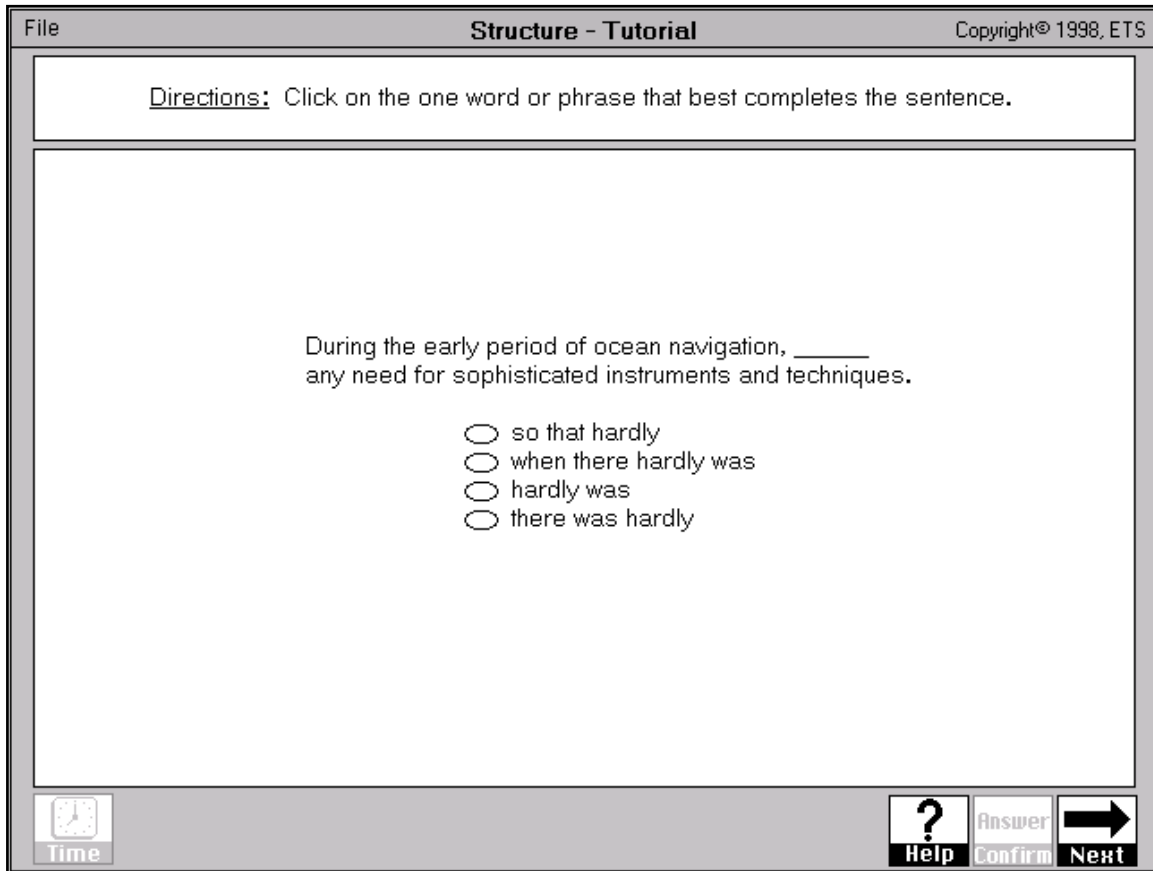 File Structure - Tutorial Copyright© 1998, ETS
Directions: Click on the one word or phrase that best completes the sentence.
During the early period of ocean navigation, ______
any need for sophisticated instruments and techniques.
so that hardly
when there hardly was
hardly was
there was hardly
Time
?
Help
Answer
Confirm
Next